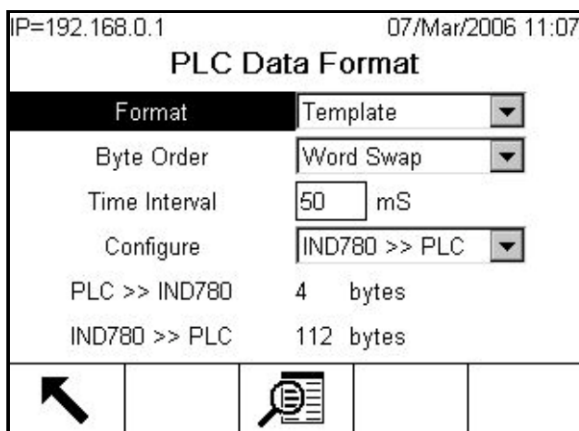 IP=192.168.0.1 07/Mar/2006 11:07
PLC Data Format
Format Template
Byte Order Word Swap
Time Interval 50 mS
Configure IND780 >> PLC
PLC >> IND780 4 bytes
IND780 >> PLC 112 bytes